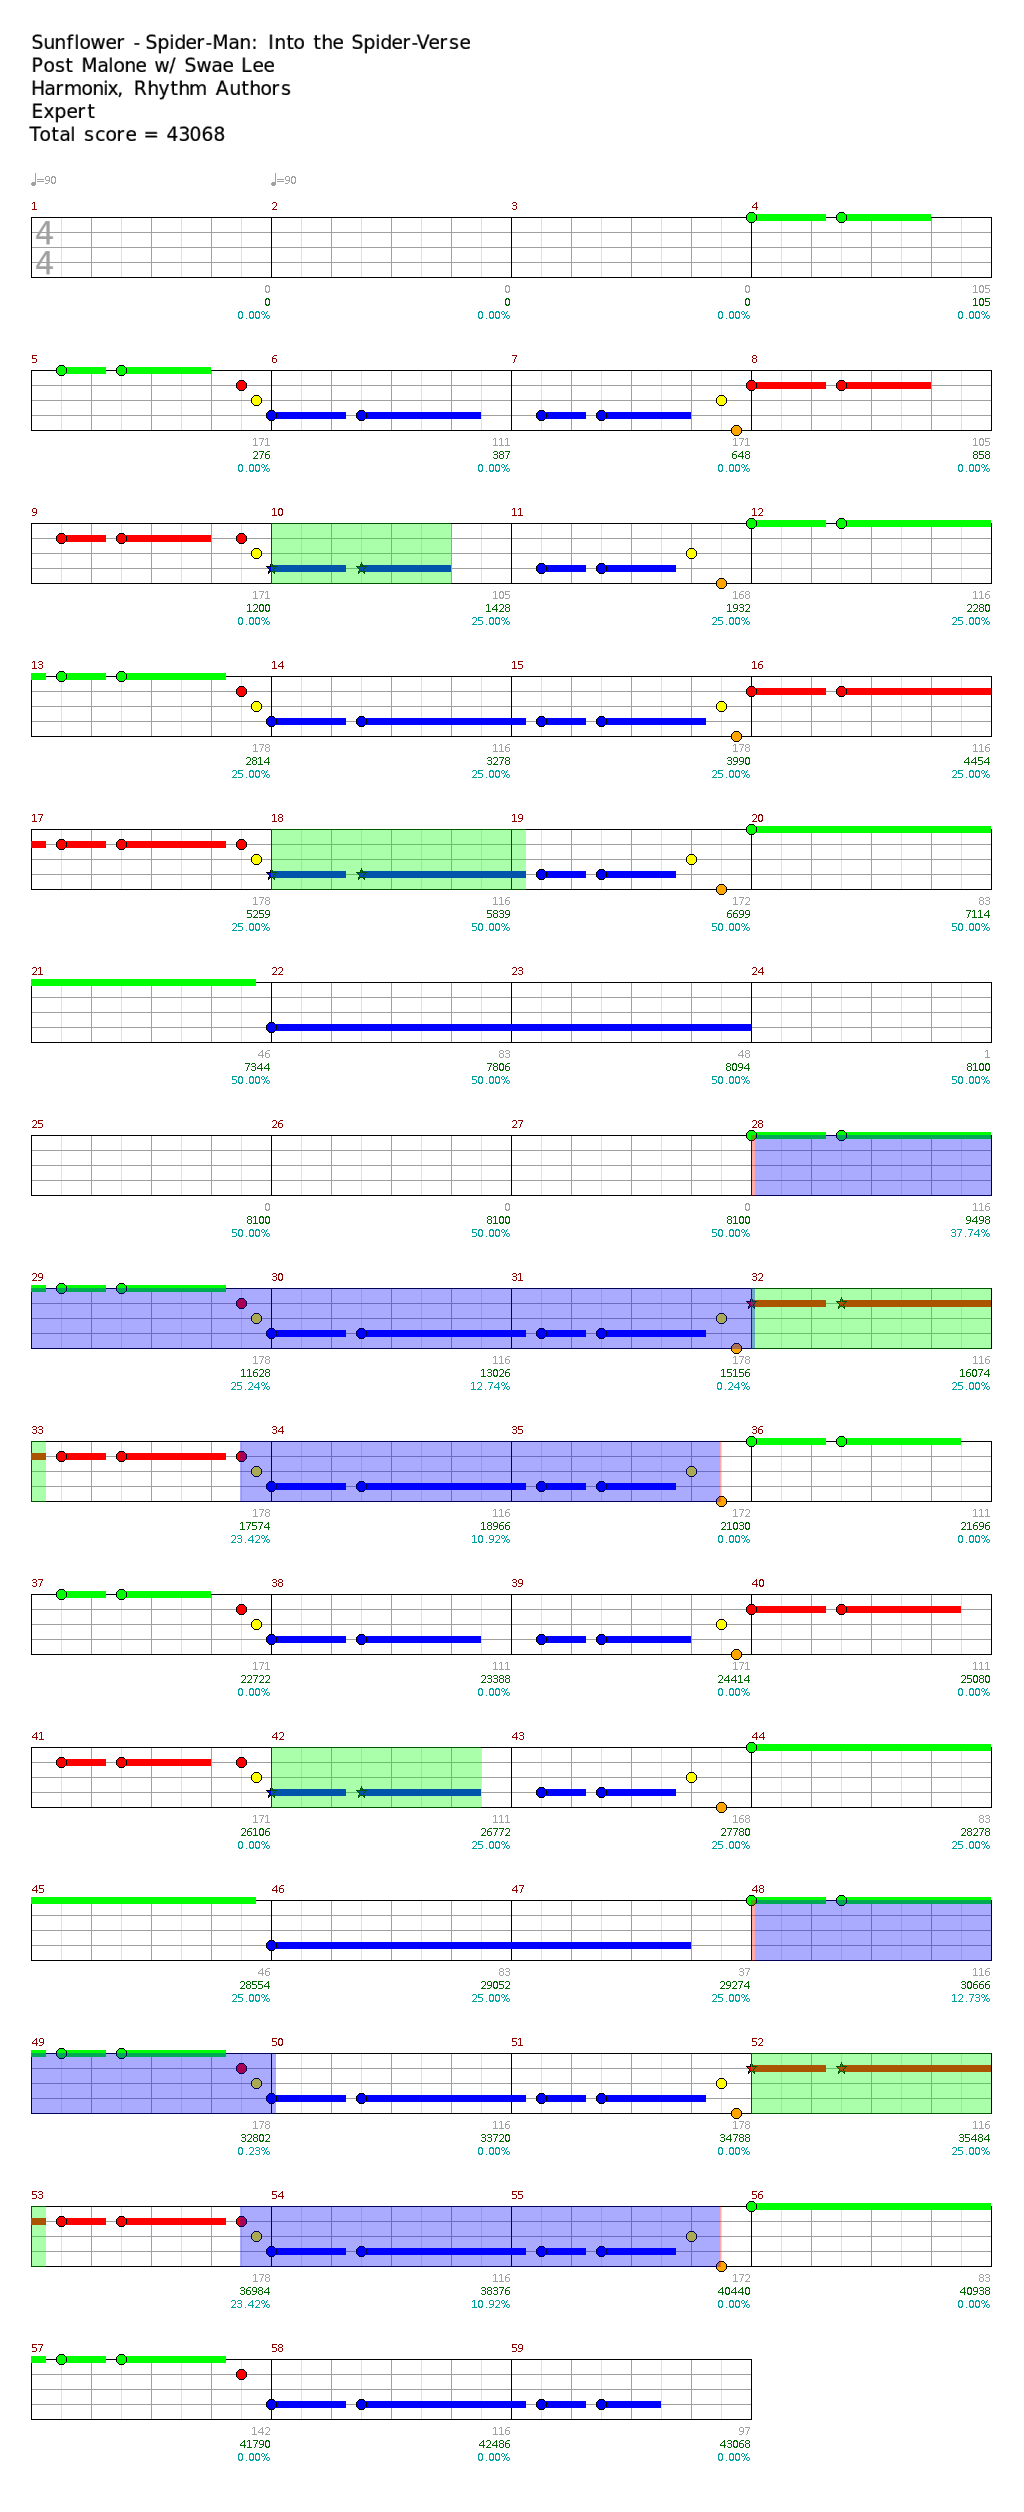 Sunflower - Spider-Man: Into the Spider-Verse
Post Malone w/ Swae Lee
Harmonix, Rhythm Authors
Expert
Total score = 43068
♩=90 ♩=90
1 2 3 4
4
4
0 0 0 105
0 0 0 105
0.00% 0.00% 0.00% 0.00%
5 6 7 8
171 111 171 105
276 387 648 858
0.00% 0.00% 0.00% 0.00%
9 10 11 12
171 105 168 116
1200 1428 1932 2280
0.00% 25.00% 25.00% 25.00%
13 14 15 16
178 116 178 116
2814 3278 3990 4454
25.00% 25.00% 25.00% 25.00%
17 18 19 20
178 116 172 83
5259 5839 6699 7114
25.00% 50.00% 50.00% 50.00%
21 22 23 24
46 83 48 1
7344 7806 8094 8100
50.00% 50.00% 50.00% 50.00%
25 26 27 28
0 0 0 116
8100 8100 8100 9498
50.00% 50.00% 50.00% 37.74%
29 30 31 32
178 116 178 116
11628 13026 15156 16074
25.24% 12.74% 0.24% 25.00%
33 34 35 36
178 116 172 111
17574 18966 21030 21696
23.42% 10.92% 0.00% 0.00%
37 38 39 40
171 111 171 111
22722 23388 24414 25080
0.00% 0.00% 0.00% 0.00%
41 42 43 44
171 111 168 83
26106 26772 27780 28278
0.00% 25.00% 25.00% 25.00%
45 46 47 48
46 83 37 116
28554 29052 29274 30666
25.00% 25.00% 25.00% 12.73%
49 50 51 52
178 116 178 116
32802 33720 34788 35484
0.23% 0.00% 0.00% 25.00%
53 54 55 56
178 116 172 83
36984 38376 40440 40938
23.42% 10.92% 0.00% 0.00%
57 58 59
142 116 97
41790 42486 43068
0.00% 0.00% 0.00%